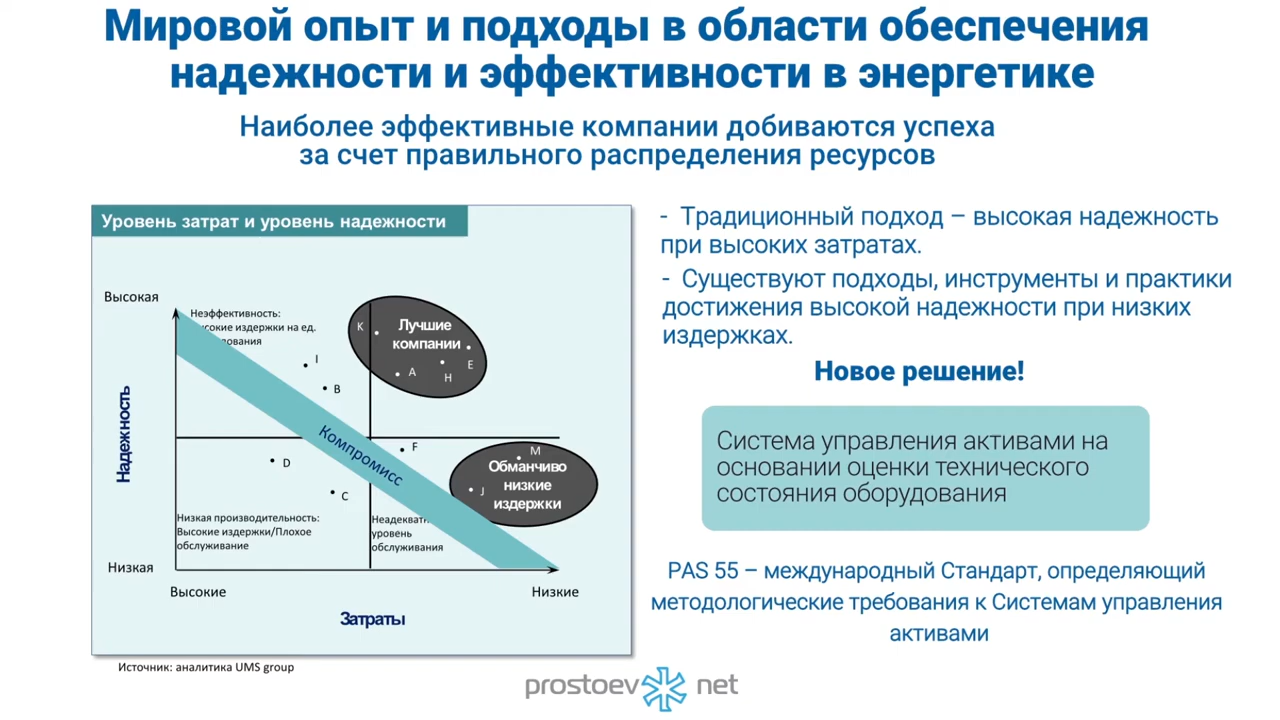 Мировой опыт и подходы в области обеспечения
надежности и эффективности в энергетике
Наиболее эффективные компании добиваются успеха
за счет правильного распределения ресурсов
Уровень затрат и уровень надежности
Высокая
Неэффективность:
издержки на ед.
K
Лучшие
компании
E
A
H
I
B
Надежность
Компромисс
F
D
C
M
Обманчиво
низкие
издержки
J
Низкая производительность:
Высокие издержки/Плохое
обслуживание
уровень
обслуживания
Низкая
Высокие
Низкие
Затраты
Источник: аналитика UMS group
- Традиционный подход – высокая надежность
при высоких затратах.
- Существуют подходы, инструменты и практики
достижения высокой надежности при низких
издержках.
Новое решение!
Система управления активами на
основании оценки технического
состояния оборудования
PAS 55 – международный Стандарт, определяющий
методологические требования к Системам управления
активами
prostoev net